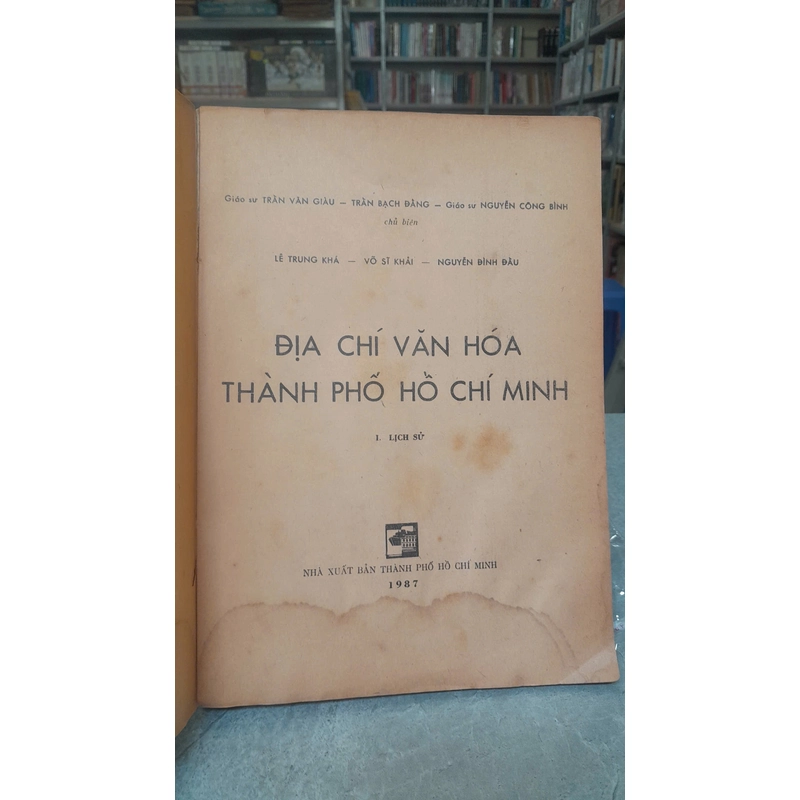 Giáo sư TRẦN VĂN GIÀU — TRẦN BẠCH ĐẰNG — Giáo sư NGUYỄN CÔNG BÌNH
chủ biên
LÊ TRUNG KHÁ — VÕ SĨ KHẢI — NGUYỄN ĐÌNH ĐẦU
ĐỊA CHÍ VĂN HÓA
THÀNH PHỐ HỒ CHÍ MINH
I. LỊCH SỬ
NHÀ XUẤT BẢN THÀNH PHỐ HỒ CHÍ MINH
1987